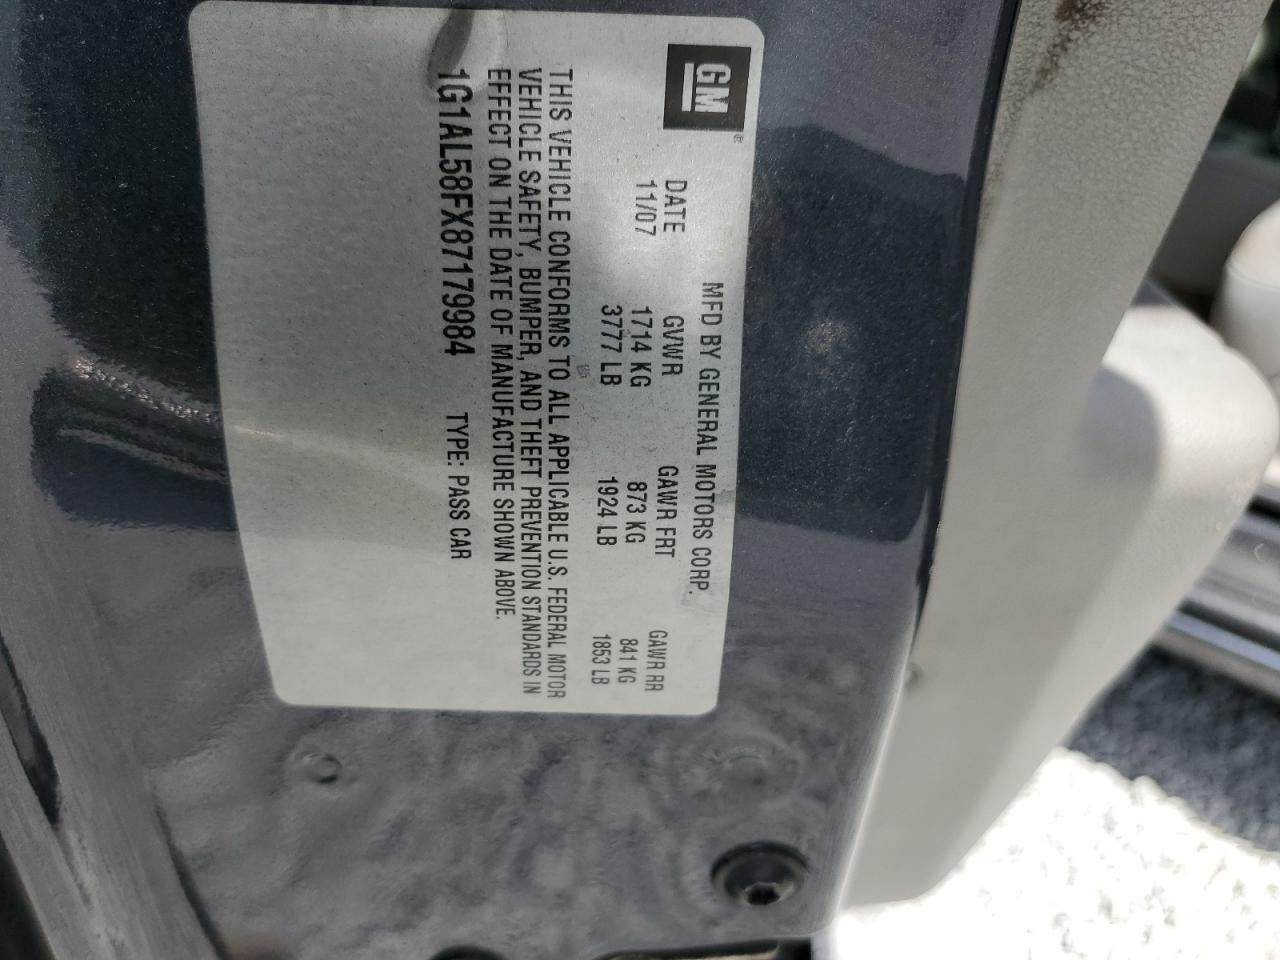 GM®
MFD BY GENERAL MOTORS CORP.
DATE GVWR GAWR FRT GAWR RR
11/07 1714 KG 873 KG 841 KG
3777 LB 1924 LB 1853 LB
THIS VEHICLE CONFORMS TO ALL APPLICABLE U.S. FEDERAL MOTOR
VEHICLE SAFETY, BUMPER, AND THEFT PREVENTION STANDARDS IN
EFFECT ON THE DATE OF MANUFACTURE SHOWN ABOVE.
1G1AL58FX87179984 TYPE: PASS CAR